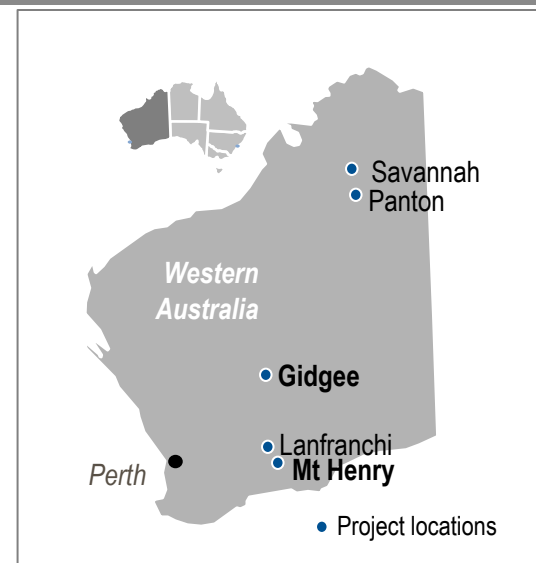 Savannah
Panton
Western
Australia
Gidgee
Lanfranchi
Mt Henry
Perth
Project locations